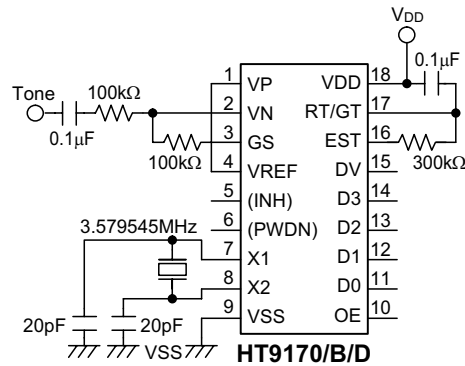 VDD
Tone
100kΩ
0.1μF
100kΩ
0.1μF
300kΩ
1 VP VDD 18
2 VN RT/GT 17
3 GS EST 16
4 VREF DV 15
5 (INH) D3 14
6 (PWDN) D2 13
7 X1 D1 12
8 X2 D0 11
9 VSS OE 10
3.579545MHz
20pF
20pF
VSS
HT9170/B/D